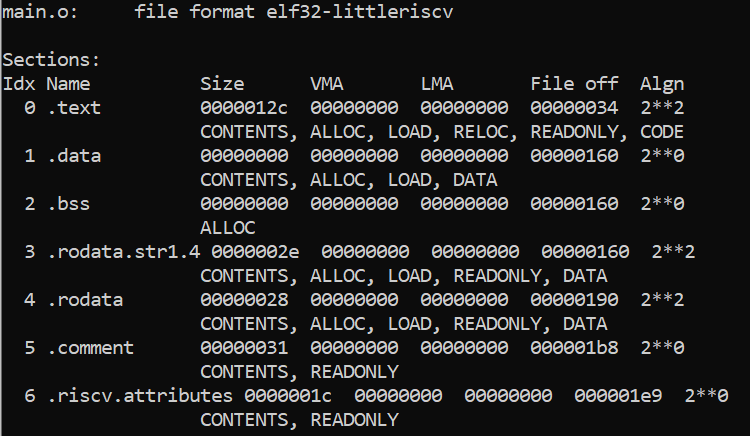 main.o:     file format elf32-littleriscv
Sections:
Idx Name          Size      VMA       LMA       File off  Algn
  0 .text         0000012c  00000000  00000000  00000034  2**2
                  CONTENTS, ALLOC, LOAD, RELOC, READONLY, CODE
  1 .data         00000000  00000000  00000000  00000160  2**0
                  CONTENTS, ALLOC, LOAD, DATA
  2 .bss          00000000  00000000  00000000  00000160  2**0
                  ALLOC
  3 .rodata.str1.4 0000002e  00000000  00000000  00000160  2**2
                  CONTENTS, ALLOC, LOAD, READONLY, DATA
  4 .rodata       00000028  00000000  00000000  00000190  2**2
                  CONTENTS, ALLOC, LOAD, READONLY, DATA
  5 .comment      00000031  00000000  00000000  000001b8  2**0
                  CONTENTS, READONLY
  6 .riscv.attributes 0000001c  00000000  00000000  000001e9  2**0
                  CONTENTS, READONLY